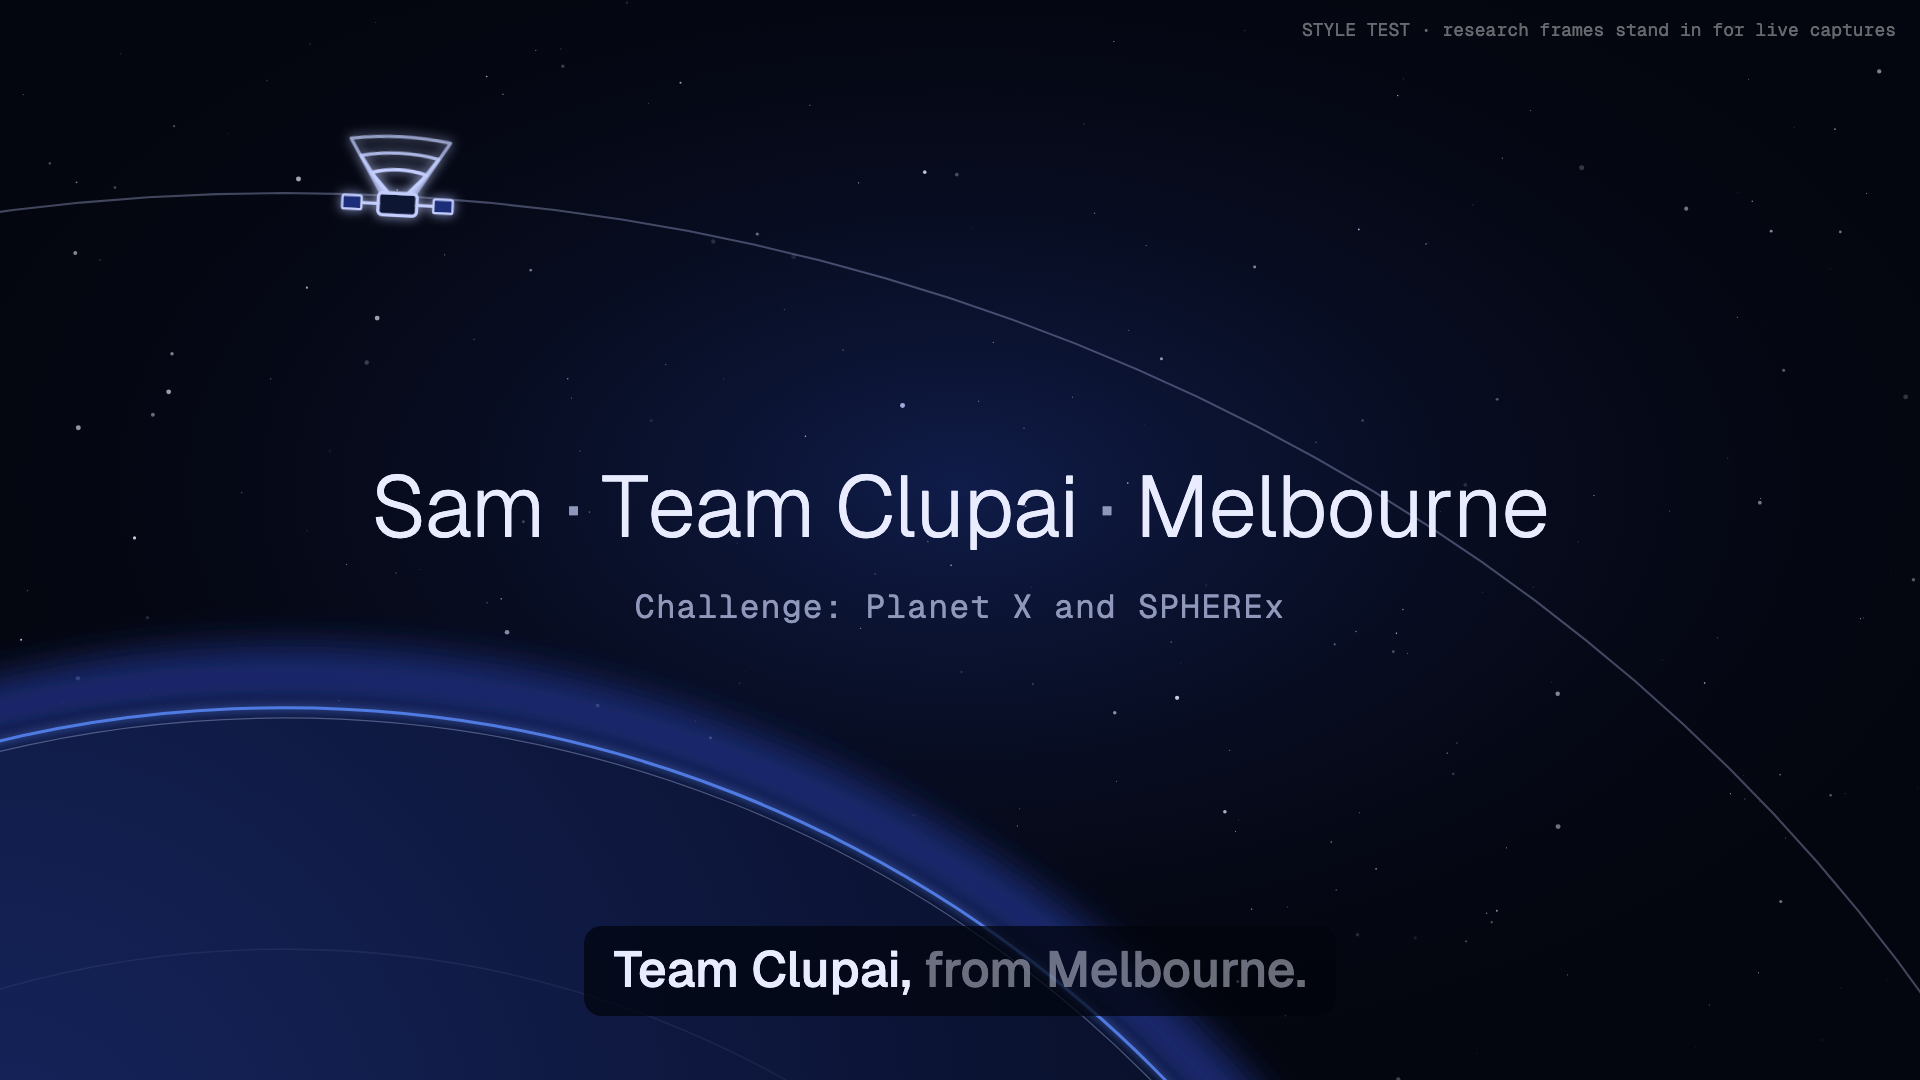 STYLE TEST · research frames stand in for live captures
Sam · Team Clupai · Melbourne
Challenge: Planet X and SPHEREx
Team Clupai, from Melbourne.